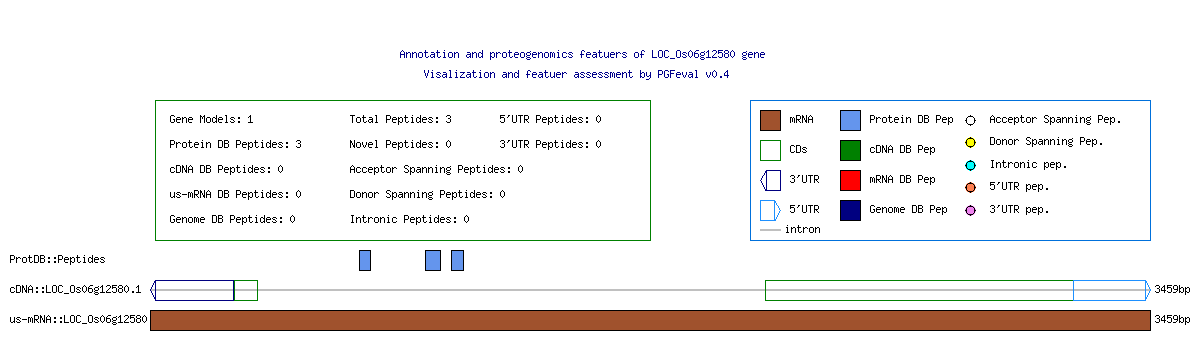 Annotation and proteogenomics featuers of LOC_Os06g12580 gene
Visalization and featuer assessment by PGFeval v0.4
Gene Models: 1 Total Peptides: 3 5'UTR Peptides: 0
Protein DB Peptides: 3 Novel Peptides: 0 3'UTR Peptides: 0
cDNA DB Peptides: 0 Acceptor Spanning Peptides: 0
us-mRNA DB Peptides: 0 Donor Spanning Peptides: 0
Genome DB Peptides: 0 Intronic Peptides: 0
mRNA Protein DB Pep Acceptor Spanning Pep.
CDs cDNA DB Pep Donor Spanning Pep.
3'UTR mRNA DB Pep Intronic pep.
5'UTR Genome DB Pep 5'UTR pep.
intron 3'UTR pep.
ProtDB::Peptides
cDNA::LOC_Os06g12580.1 3459bp
us-mRNA::LOC_Os06g12580 3459bp